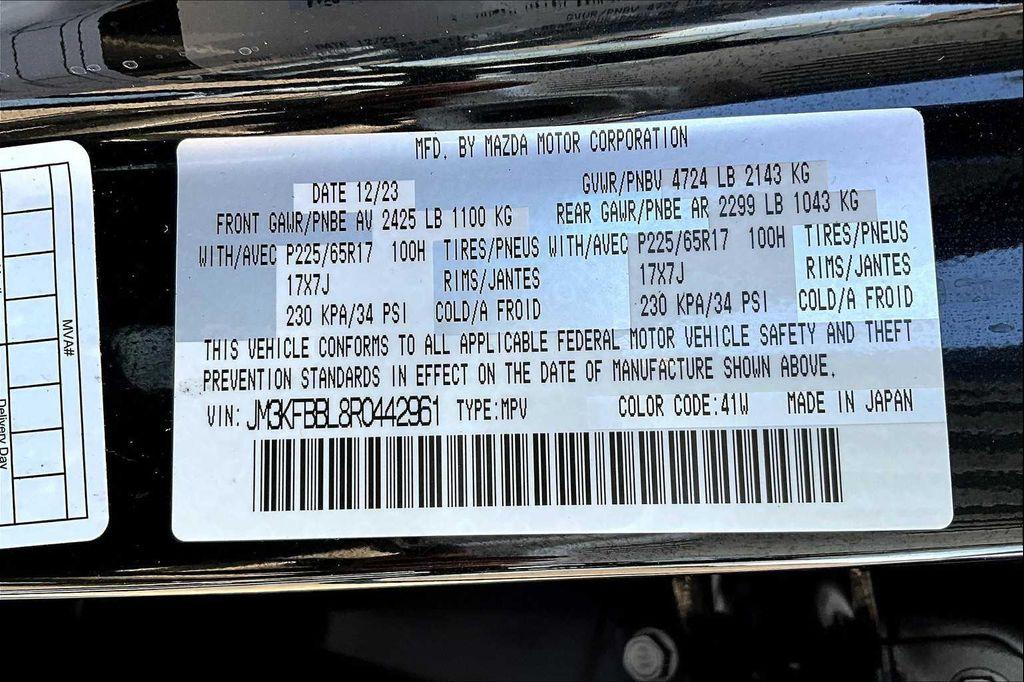 MFD. BY MAZDA MOTOR CORPORATION
DATE 12/23
GVWR/PNBV 4724 LB 2143 KG
FRONT GAWR/PNBE AV 2425 LB 1100 KG
REAR GAWR/PNBE AR 2299 LB 1043 KG
WITH/AVEC P225/65R17 100H TIRES/PNEUS WITH/AVEC P225/65R17 100H TIRES/PNEUS
17X7J RIMS/JANTES 17X7J RIMS/JANTES
230 KPA/34 PSI COLD/A FROID 230 KPA/34 PSI COLD/A FROID
THIS VEHICLE CONFORMS TO ALL APPLICABLE FEDERAL MOTOR VEHICLE SAFETY AND THEFT
PREVENTION STANDARDS IN EFFECT ON THE DATE OF MANUFACTURE SHOWN ABOVE.
VIN: JM3KFBBL8R0442961 TYPE:MPV COLOR CODE:41W MADE IN JAPAN
MVA#
Delivery Day